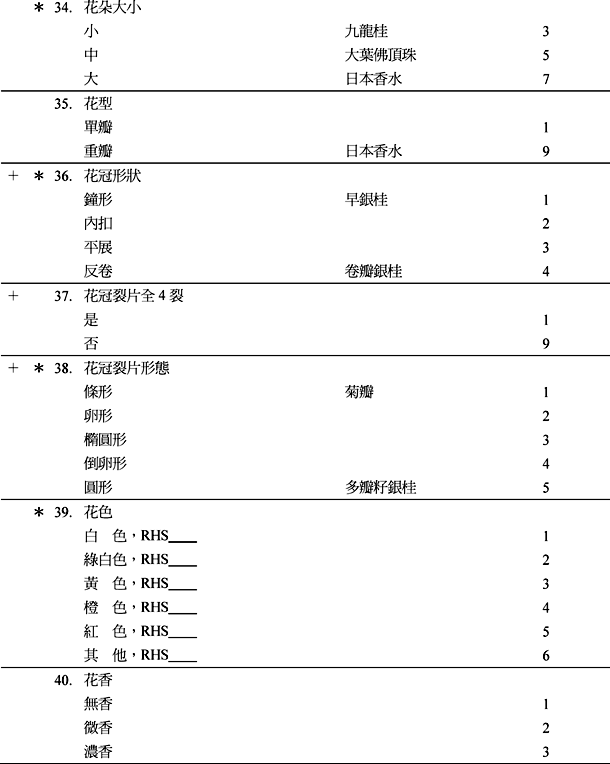 ＊ 34. 花朵大小
小 九龍桂 3
中 大葉佛頂珠 5
大 日本香水 7
35. 花型
單瓣 1
重瓣 日本香水 9
＋ ＊ 36. 花冠形狀
鐘形 早銀桂 1
內扣 2
平展 3
反卷 卷瓣銀桂 4
＋ 37. 花冠裂片全 4 裂
是 1
否 9
＋ ＊ 38. 花冠裂片形態
條形 菊瓣 1
卵形 2
橢圓形 3
倒卵形 4
圓形 多瓣籽銀桂 5
＊ 39. 花色
白　色，RHS____ 1
綠白色，RHS____ 2
黃　色，RHS____ 3
橙　色，RHS____ 4
紅　色，RHS____ 5
其　他，RHS____ 6
40. 花香
無香 1
微香 2
濃香 3